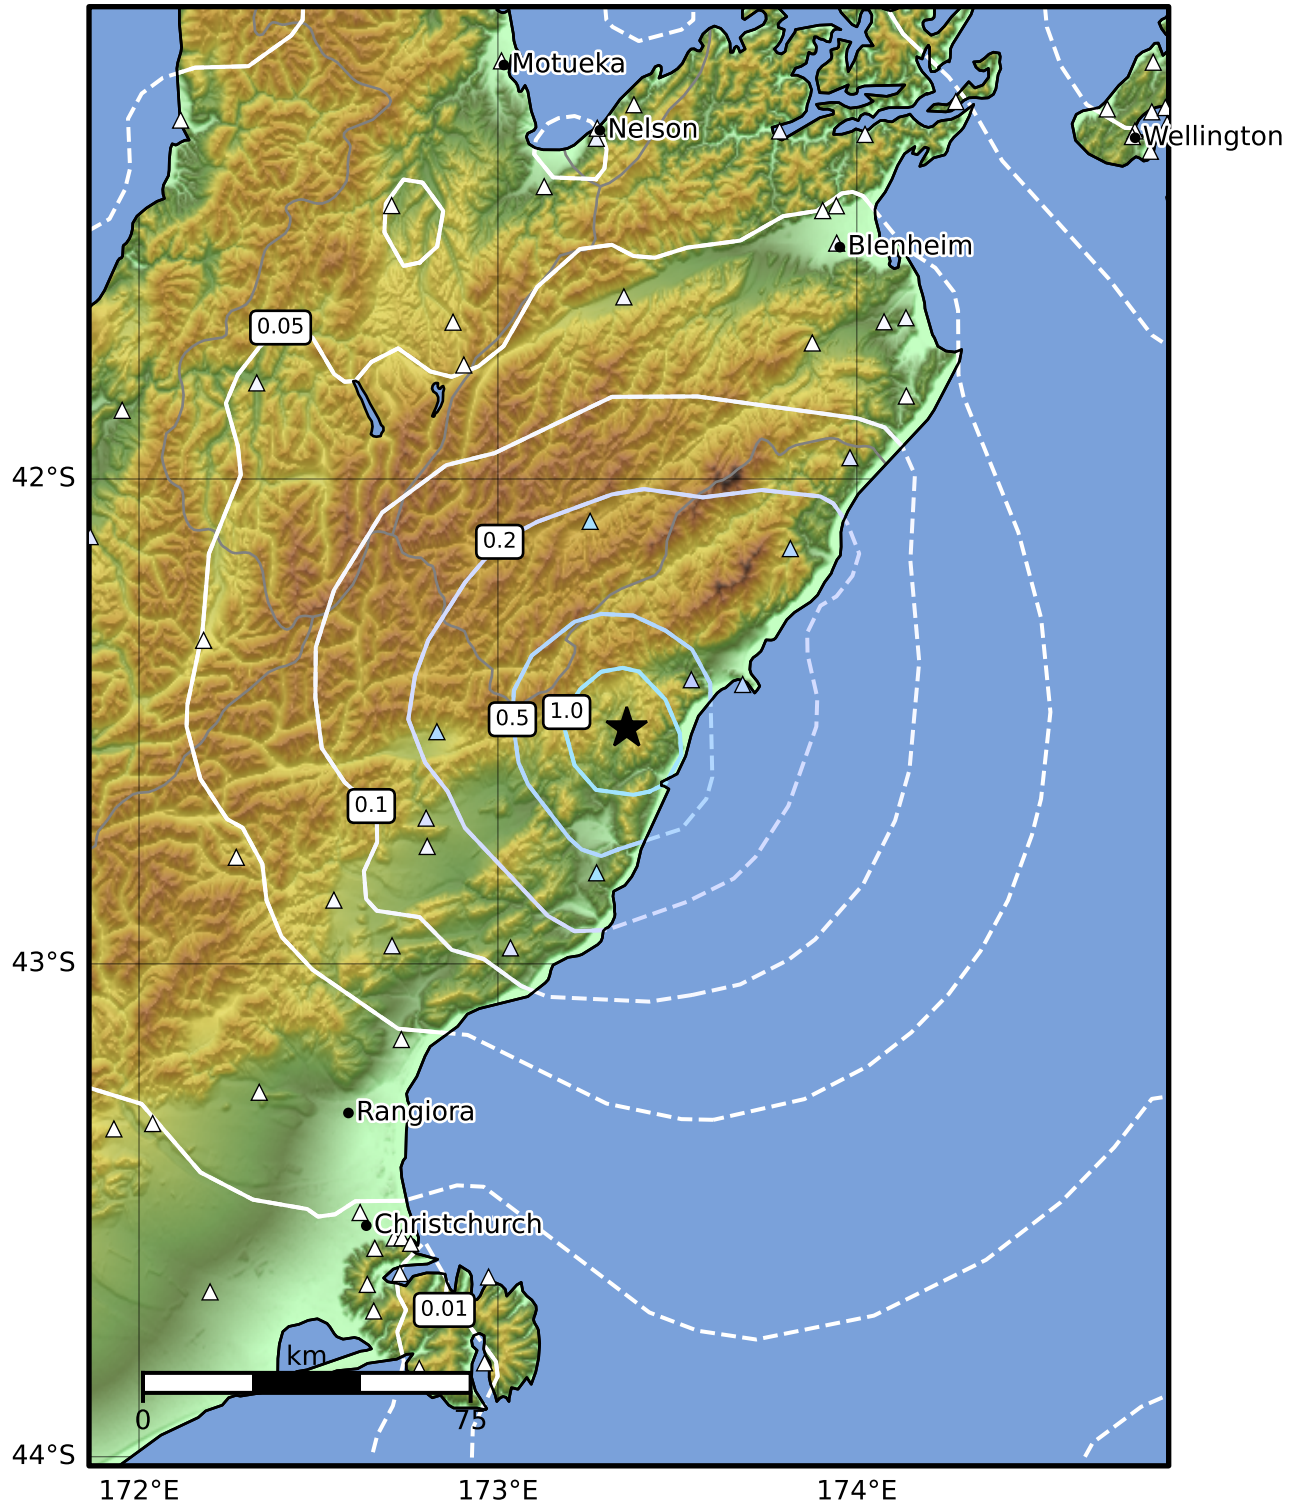 Motueka
Nelson
Wellington
Blenheim
0.05
42°S
0.2
0.5
1.0
0.1
43°S
Rangiora
Christchurch
0.01
km
0
75
44°S
172°E
173°E
174°E